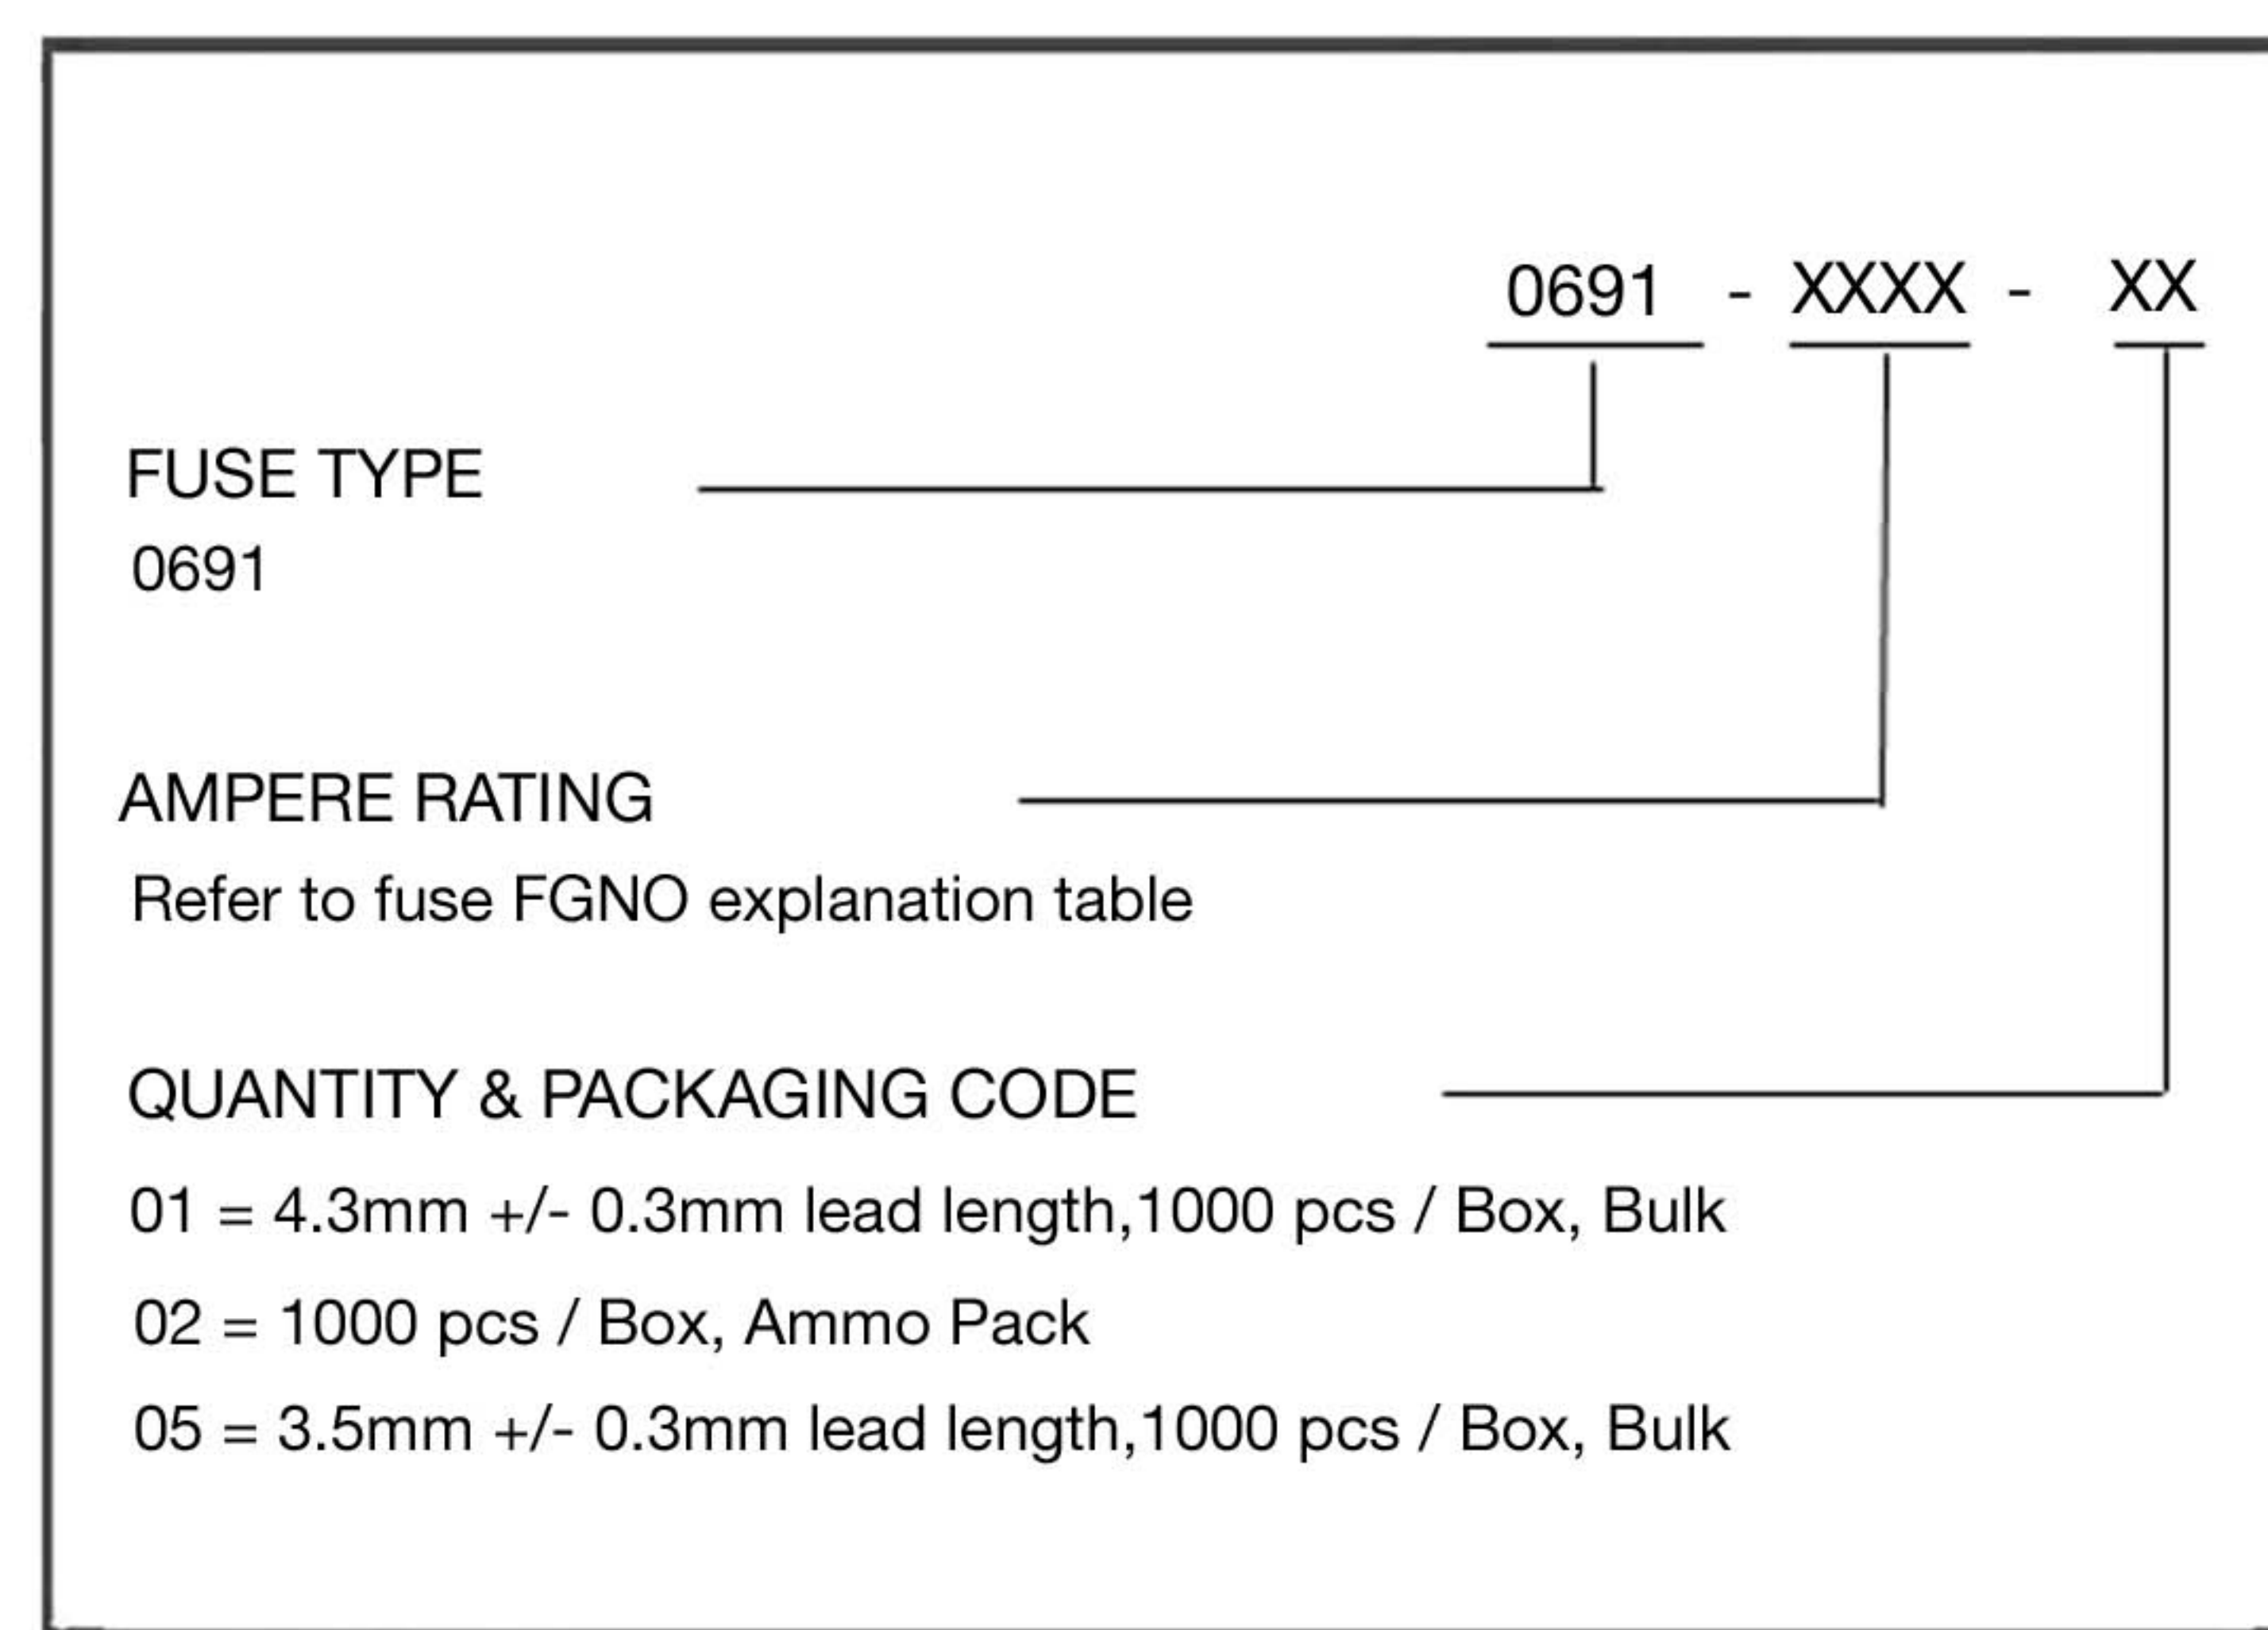 0691 - XXXX - XX
FUSE TYPE
0691
AMPERE RATING
Refer to fuse FGNO explanation table
QUANTITY & PACKAGING CODE
01 = 4.3mm +/- 0.3mm lead length,1000 pcs / Box, Bulk
02 = 1000 pcs / Box, Ammo Pack
05 = 3.5mm +/- 0.3mm lead length,1000 pcs / Box, Bulk